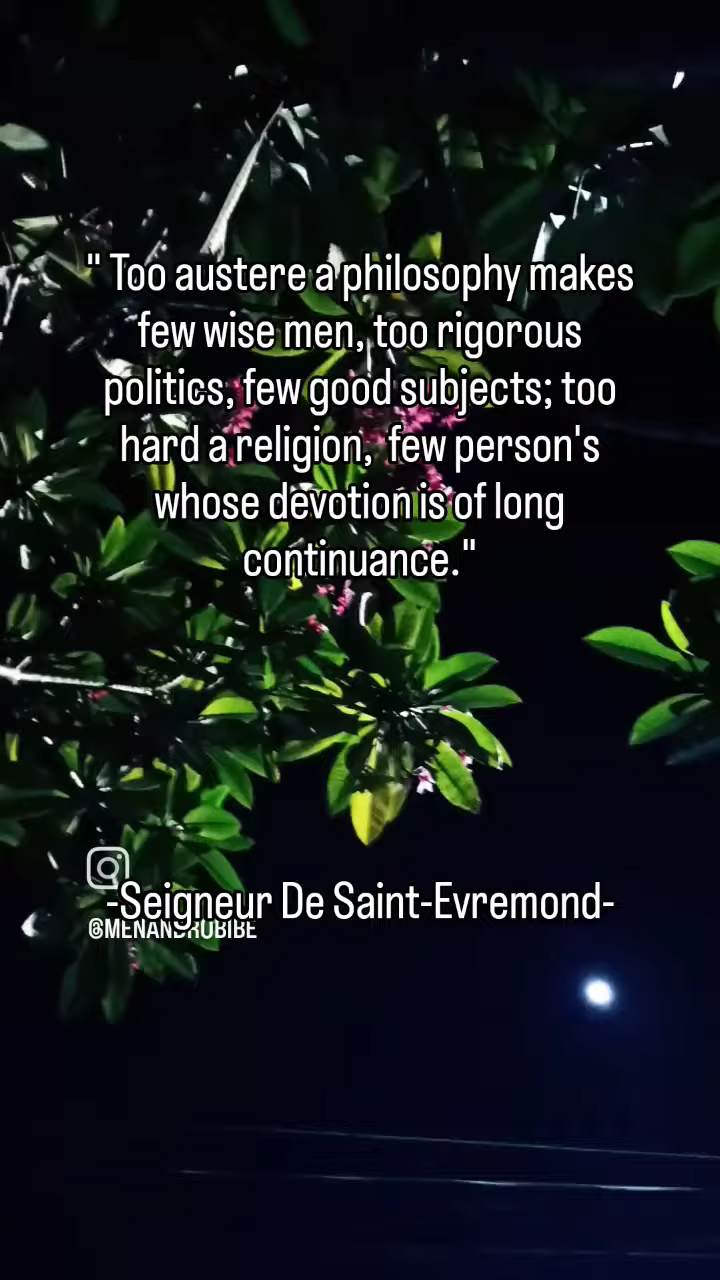 " Too austere a philosophy makes
few wise men, too rigorous
politics, few good subjects; too
hard a religion,  few person's
whose devotion is of long
continuance."
-Seigneur De Saint-Evremond-
@MENANDROBIBE